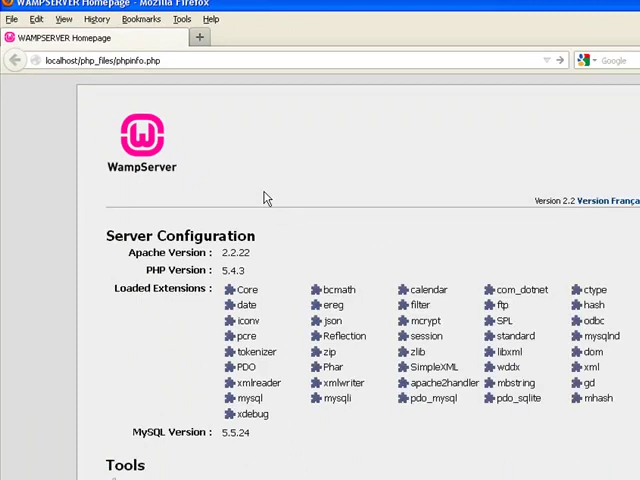 WAMPSERVER Homepage - Mozilla Firefox
File Edit View History Bookmarks Tools Help
WAMPSERVER Homepage +
localhost/php_files/phpinfo.php Google
WampServer
Version 2.2 Version França
Server Configuration
Apache Version : 2.2.22
PHP Version : 5.4.3
Loaded Extensions : Core bcmath calendar com_dotnet ctype
date ereg filter ftp hash
iconv json mcrypt SPL odbc
pcre Reflection session standard mysqlnd
tokenizer zip zlib libxml dom
PDO Phar SimpleXML wddx xml
xmlreader xmlwriter apache2handler mbstring gd
mysql mysqli pdo_mysql pdo_sqlite mhash
xdebug
MySQL Version : 5.5.24
Tools